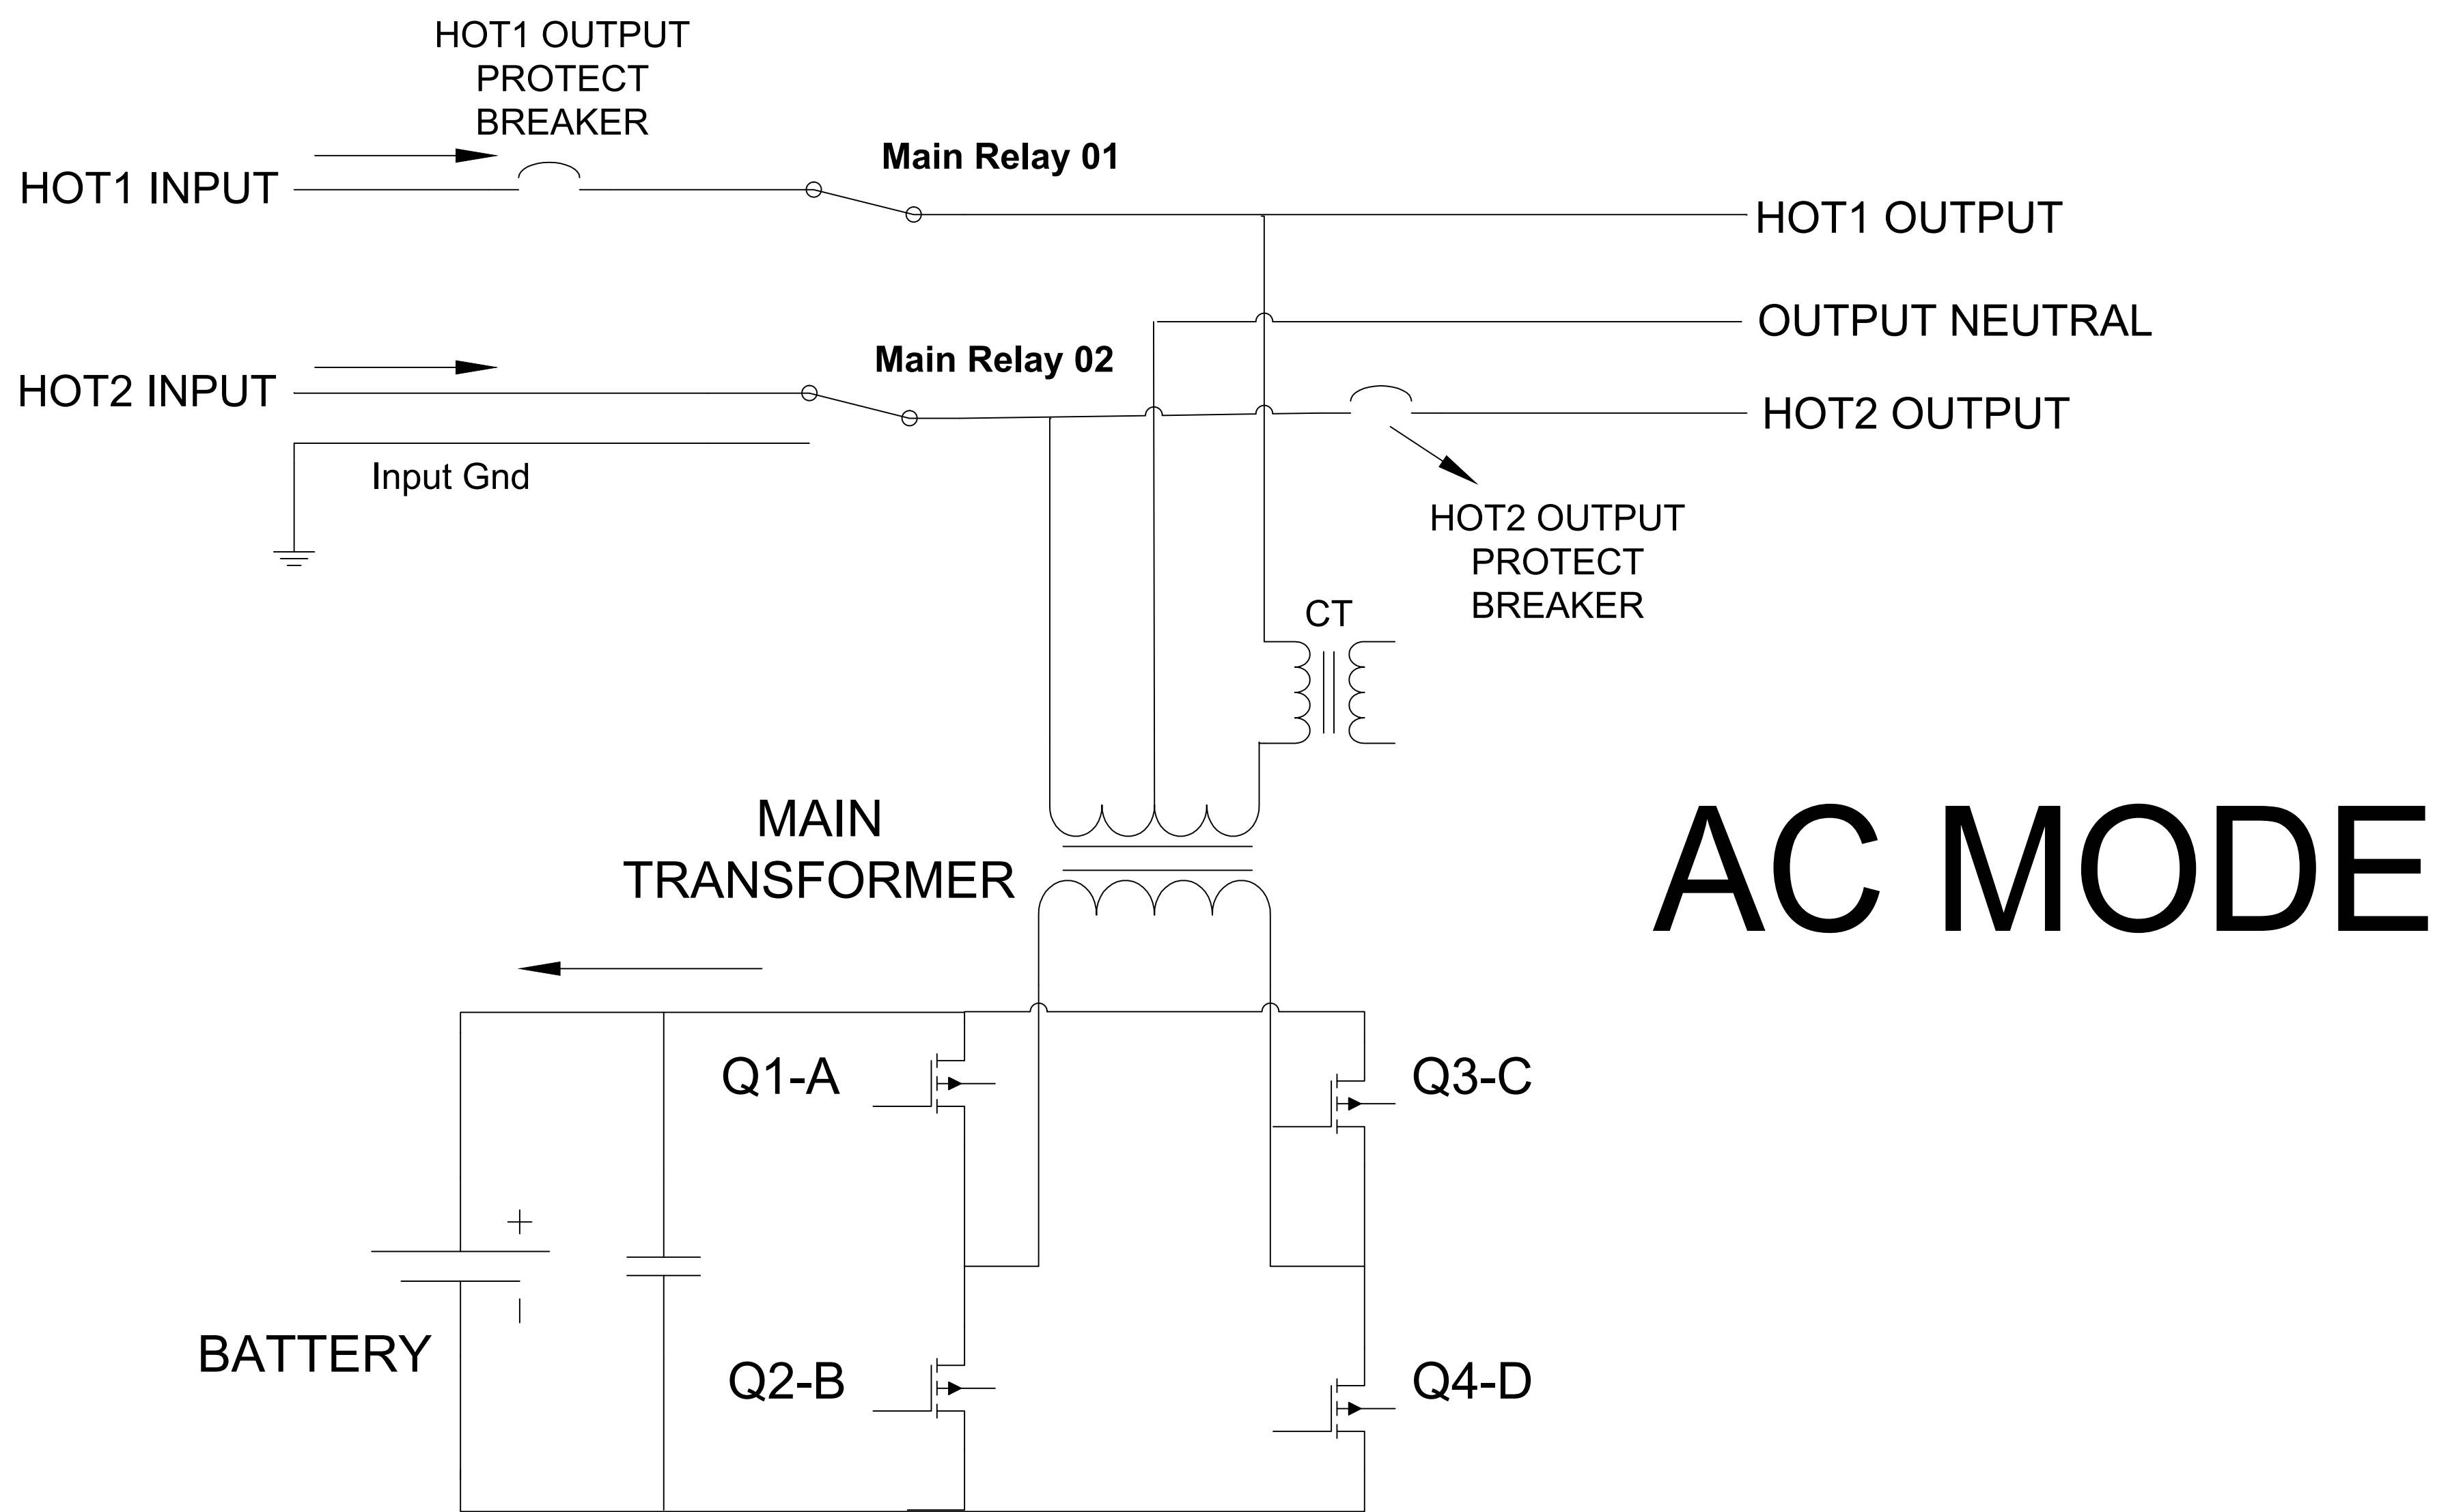 HOT1 OUTPUT
PROTECT
BREAKER
Main Relay 01
HOT1 INPUT
HOT1 OUTPUT
OUTPUT NEUTRAL
Main Relay 02
HOT2 INPUT
HOT2 OUTPUT
Input Gnd
HOT2 OUTPUT
PROTECT
BREAKER
CT
MAIN
TRANSFORMER
AC MODE
Q1-A
Q3-C
+
-
BATTERY
Q2-B
Q4-D